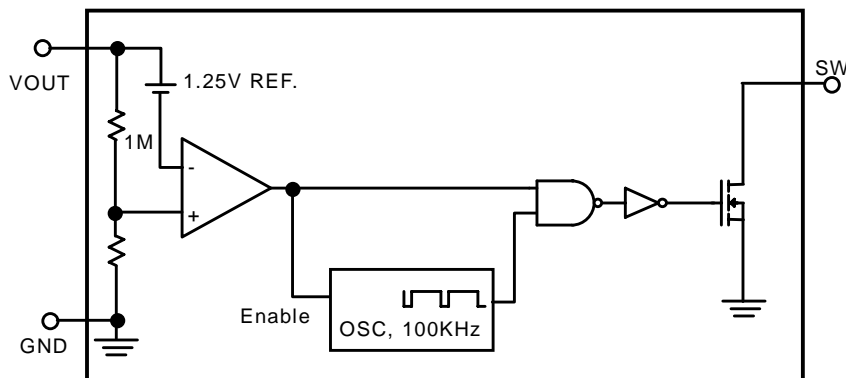 VOUT
1.25V REF.
SW
1M
-
+
Enable
OSC, 100KHz
GND